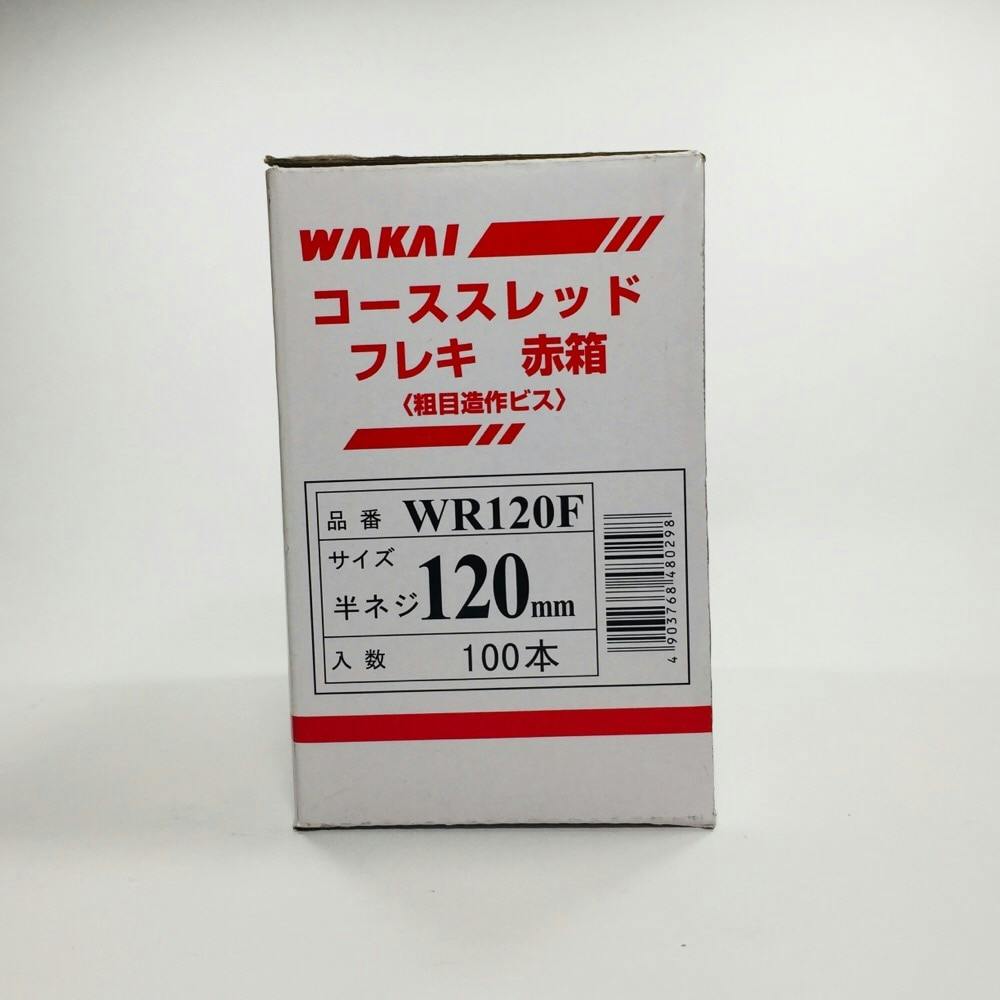 WAKAI
コーススレッド
フレキ 赤箱
〈粗目造作ビス〉
品番 WR120F
サイズ
半ネジ 120mm
入数 100本
4 903768 480298